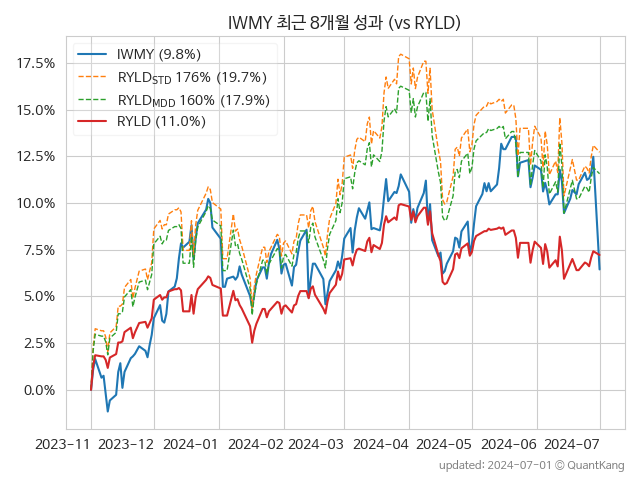 IWMY 최근 8개월 성과 (vs RYLD)
IWMY (9.8%)
RYLD_STD 176% (19.7%)
RYLD_MDD 160% (17.9%)
RYLD (11.0%)
17.5%
15.0%
12.5%
10.0%
7.5%
5.0%
2.5%
0.0%
2023-11 2023-12 2024-01 2024-02 2024-03 2024-04 2024-05 2024-06 2024-07
updated: 2024-07-01 © QuantKang